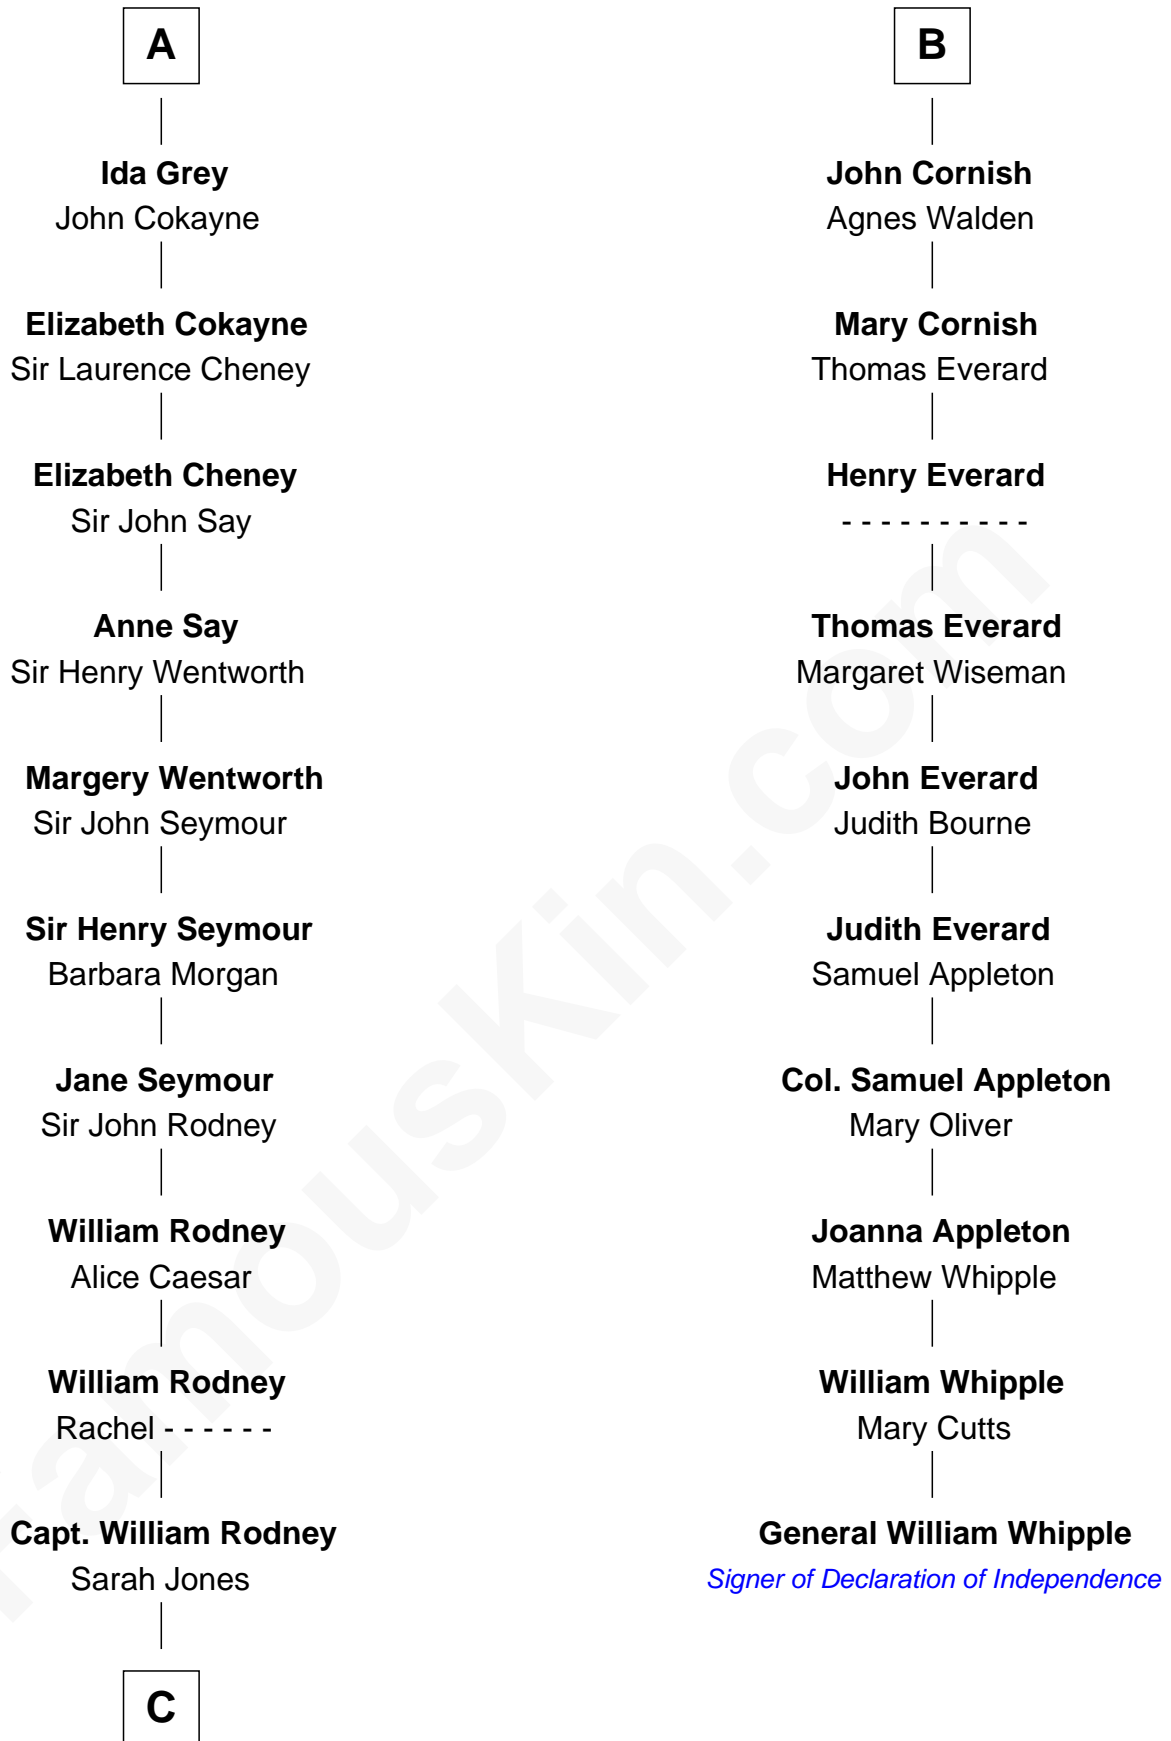 A
Ida Grey
John Cokayne
Elizabeth Cokayne
Sir Laurence Cheney
Elizabeth Cheney
Sir John Say
Anne Say
Sir Henry Wentworth
Margery Wentworth
Sir John Seymour
Sir Henry Seymour
Barbara Morgan
Jane Seymour
Sir John Rodney
William Rodney
Alice Caesar
William Rodney
Rachel - - - - - -
Capt. William Rodney
Sarah Jones
C
B
John Cornish
Agnes Walden
Mary Cornish
Thomas Everard
Henry Everard
- - - - - - - - - -
Thomas Everard
Margaret Wiseman
John Everard
Judith Bourne
Judith Everard
Samuel Appleton
Col. Samuel Appleton
Mary Oliver
Joanna Appleton
Matthew Whipple
William Whipple
Mary Cutts
General William Whipple
Signer of Declaration of Independence
FamousKin.com